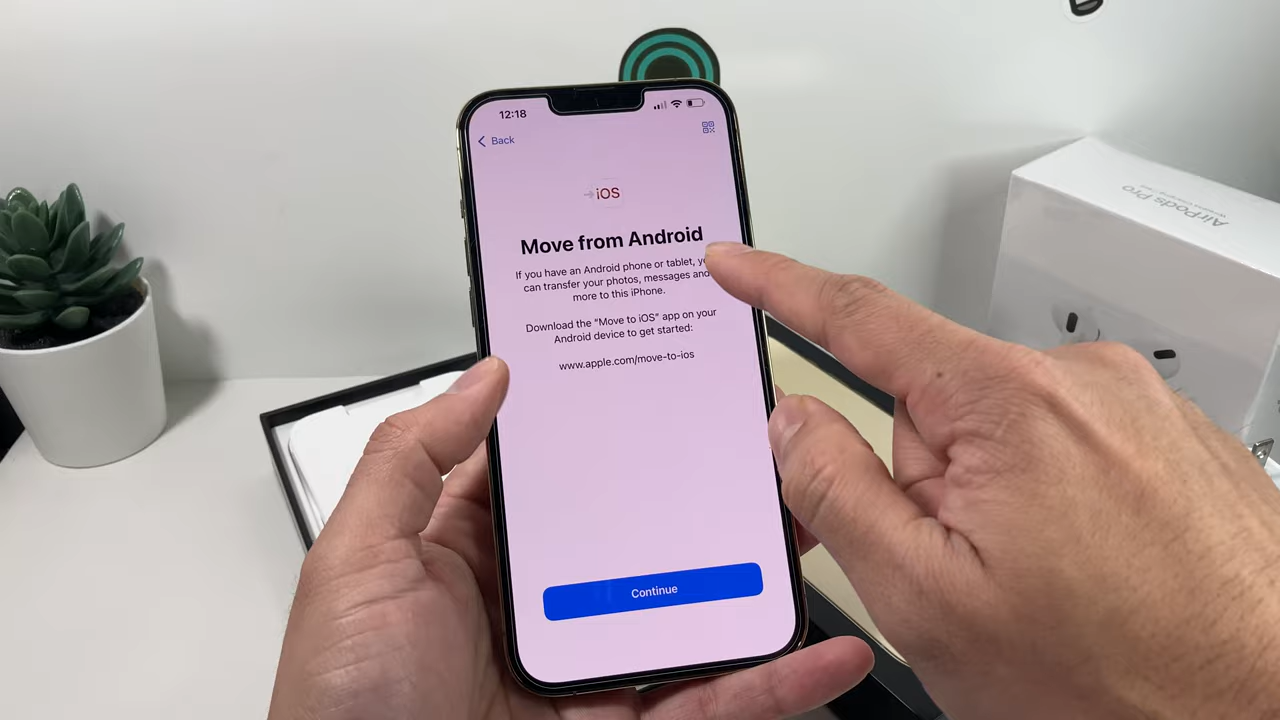 12:18
Back
iOS
Move from Android
If you have an Android phone or tablet,
can transfer your photos, messages and
more to this iPhone.
Download the "Move to iOS" app on your
Android device to get started:
www.apple.com/move-to-ios
Continue
AirPods Pro